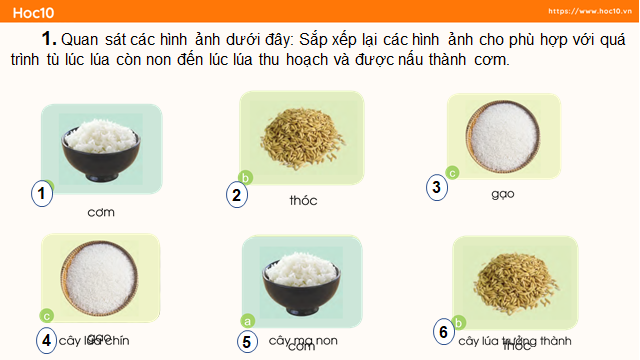 Hoc10
https://www.hoc10.vn
1. Quan sát các hình ảnh dưới đây: Sắp xếp lại các hình ảnh cho phù hợp với quá
trình tù lúc lúa còn non đến lúc lúa thu hoạch và được nấu thành cơm.
1
cơm
b
2
thóc
c
3
gạo
c
4
gạo
cây lúa chín
a
5
cây mạ non
cơm
b
6
cây lúa trưởng thành
thóc